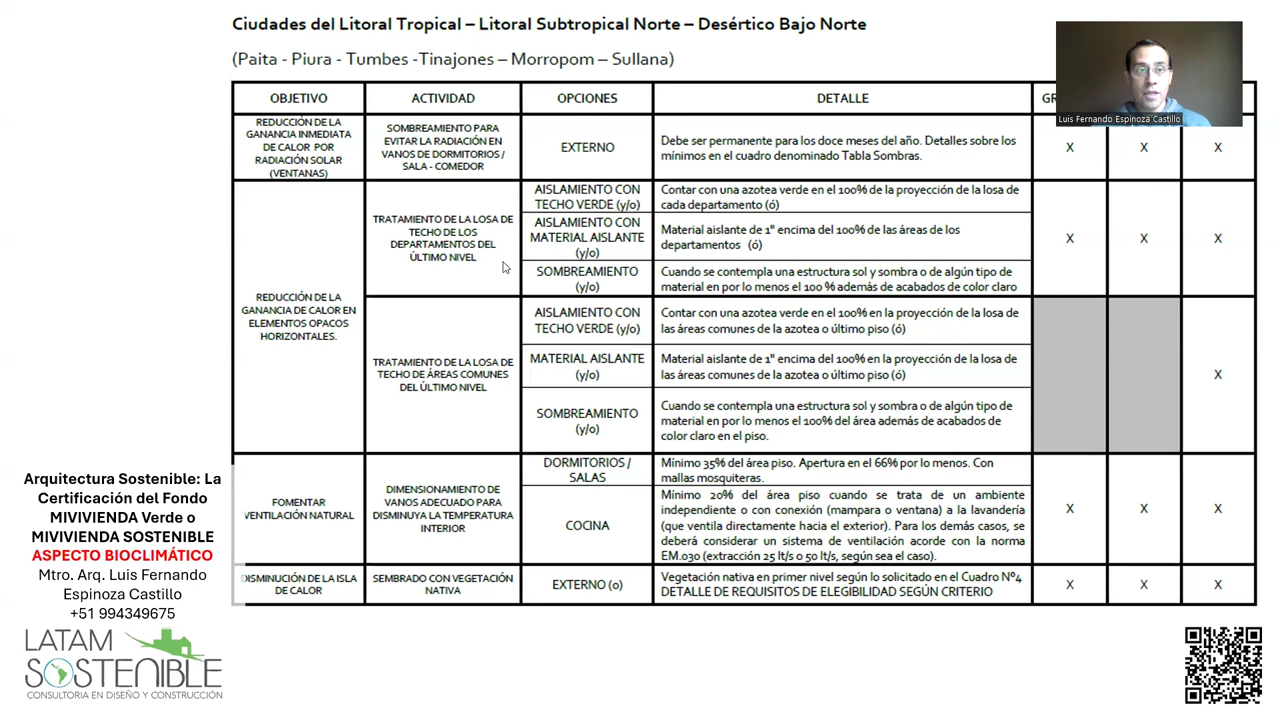 Ciudades del Litoral Tropical – Litoral Subtropical Norte – Desértico Bajo Norte
(Paita - Piura - Tumbes -Tinajones – Morropom – Sullana)
OBJETIVO
ACTIVIDAD
OPCIONES
DETALLE
GR
Luis Fernando Espinoza Castillo
REDUCCIÓN DE LA
GANANCIA INMEDIATA
DE CALOR POR
RADIACIÓN SOLAR
(VENTANAS)
SOMBREAMIENTO PARA
EVITAR LA RADIACIÓN EN
VANOS DE DORMITORIOS /
SALA - COMEDOR
EXTERNO
Debe ser permanente para los doce meses del año. Detalles sobre los
mínimos en el cuadro denominado Tabla Sombras.
X X X
REDUCCIÓN DE LA
GANANCIA DE CALOR EN
ELEMENTOS OPACOS
HORIZONTALES.
TRATAMIENTO DE LA LOSA DE
TECHO DE LOS
DEPARTAMENTOS DEL
ÚLTIMO NIVEL
AISLAMIENTO CON
TECHO VERDE (y/o)
Contar con una azotea verde en el 100% de la proyección de la losa de
cada departamento (ó)
AISLAMIENTO CON
MATERIAL AISLANTE
(y/o)
Material aislante de 1" encima del 100% de las áreas de los
departamentos (ó)
SOMBREAMIENTO
(y/o)
Cuando se contempla una estructura sol y sombra o de algún tipo de
material en por lo menos el 100 % además de acabados de color claro
X X X
TRATAMIENTO DE LA LOSA DE
TECHO DE ÁREAS COMUNES
DEL ÚLTIMO NIVEL
AISLAMIENTO CON
TECHO VERDE (y/o)
Contar con una azotea verde en el 100% en la proyección de la losa de
las áreas comunes de la azotea o último piso (ó)
MATERIAL AISLANTE
(y/o)
Material aislante de 1" encima del 100% en la proyección de la losa de
las áreas comunes de la azotea o último piso (ó)
SOMBREAMIENTO
(y/o)
Cuando se contempla una estructura sol y sombra o de algún tipo de
material en por lo menos el 100% del área además de acabados de
color claro en el piso.
X
FOMENTAR
VENTILACIÓN NATURAL
DIMENSIONAMIENTO DE
VANOS ADECUADO PARA
DISMINUYA LA TEMPERATURA
INTERIOR
DORMITORIOS /
SALAS
Mínimo 35% del área piso. Apertura en el 66% por lo menos. Con
mallas mosquiteras.
COCINA
Mínimo 20% del área piso cuando se trata de un ambiente
independiente o con conexión (mampara o ventana) a la lavandería
(que ventila directamente hacia el exterior). Para los demás casos, se
deberá considerar un sistema de ventilación acorde con la norma
EM.030 (extracción 25 lt/s o 50 lt/s, según sea el caso).
X X X
DISMINUCIÓN DE LA ISLA
DE CALOR
SEMBRADO CON VEGETACIÓN
NATIVA
EXTERNO (o)
Vegetación nativa en primer nivel según lo solicitado en el Cuadro Nº4
DETALLE DE REQUISITOS DE ELEGIBILIDAD SEGÚN CRITERIO
X X X
Arquitectura Sostenible: La
Certificación del Fondo
MIVIVIENDA Verde o
MIVIVIENDA SOSTENIBLE
ASPECTO BIOCLIMÁTICO
Mtro. Arq. Luis Fernando
Espinoza Castillo
+51 994349675
LATAM
SOSTENIBLE
CONSULTORIA EN DISEÑO Y CONSTRUCCIÓN